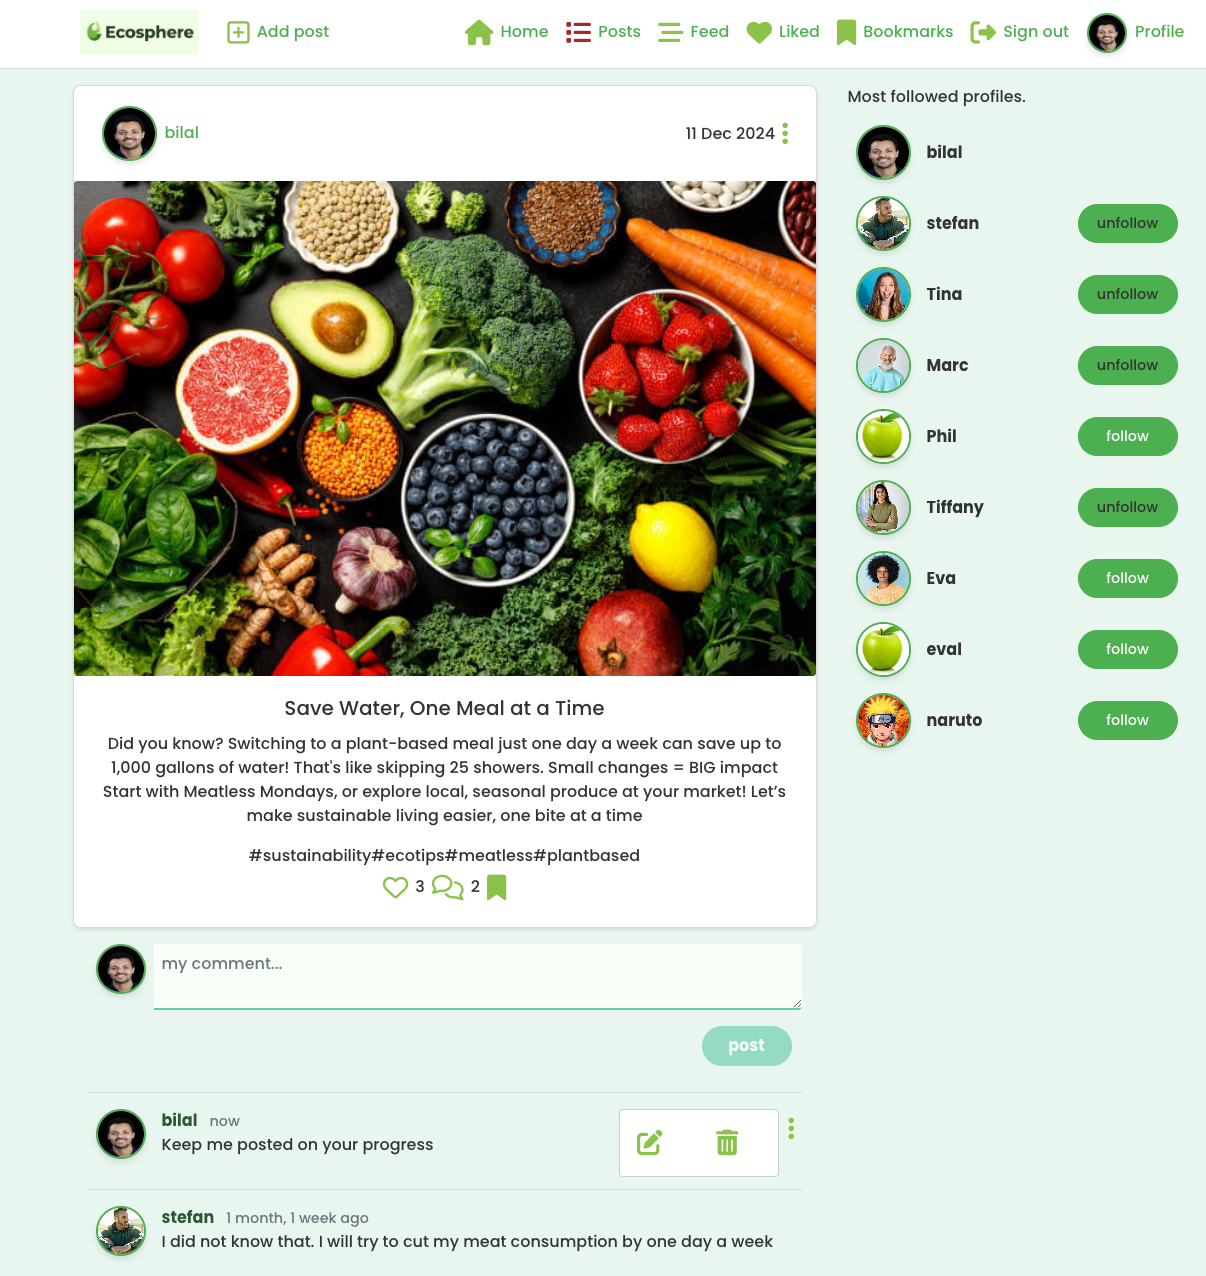 Ecosphere
Add post
Home
Posts
Feed
Liked
Bookmarks
Sign out
Profile
bilal
11 Dec 2024
Save Water, One Meal at a Time
Did you know? Switching to a plant-based meal just one day a week can save up to
1,000 gallons of water! That's like skipping 25 showers. Small changes = BIG impact
Start with Meatless Mondays, or explore local, seasonal produce at your market! Let’s
make sustainable living easier, one bite at a time
#sustainability#ecotips#meatless#plantbased
3 2
my comment...
post
bilal now
Keep me posted on your progress
stefan 1 month, 1 week ago
I did not know that. I will try to cut my meat consumption by one day a week
Most followed profiles.
bilal
stefan unfollow
Tina unfollow
Marc unfollow
Phil follow
Tiffany unfollow
Eva follow
eval follow
naruto follow